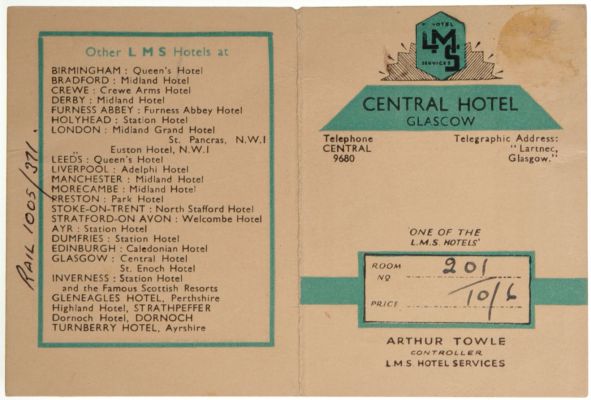 RAIL 1005/371.
Other L M S Hotels at
BIRMINGHAM : Queen's Hotel
BRADFORD : Midland Hotel
CREWE : Crewe Arms Hotel
DERBY : Midland Hotel
FURNESS ABBEY : Furness Abbey Hotel
HOLYHEAD : Station Hotel
LONDON : Midland Grand Hotel
St. Pancras, N.W.1
Euston Hotel, N.W.1
LEEDS : Queen's Hotel
LIVERPOOL : Adelphi Hotel
MANCHESTER : Midland Hotel
MORECAMBE : Midland Hotel
PRESTON : Park Hotel
STOKE-ON-TRENT : North Stafford Hotel
STRATFORD-ON AVON : Welcombe Hotel
AYR : Station Hotel
DUMFRIES : Station Hotel
EDINBURGH : Caledonian Hotel
GLASGOW : Central Hotel
St. Enoch Hotel
INVERNESS : Station Hotel
and the Famous Scottish Resorts
GLENEAGLES HOTEL, Perthshire
Highland Hotel, STRATHPEFFER
Dornoch Hotel, DORNOCH
TURNBERRY HOTEL, Ayrshire
HOTEL
LMS
SERVICES
CENTRAL HOTEL
GLASGOW
Telephone
CENTRAL
9680
Telegraphic Address:
"Lartnec,
Glasgow."
'ONE OF THE
L.M.S. HOTELS'
ROOM NO 201
PRICE 10/6
ARTHUR TOWLE
CONTROLLER
L.M.S. HOTEL SERVICES